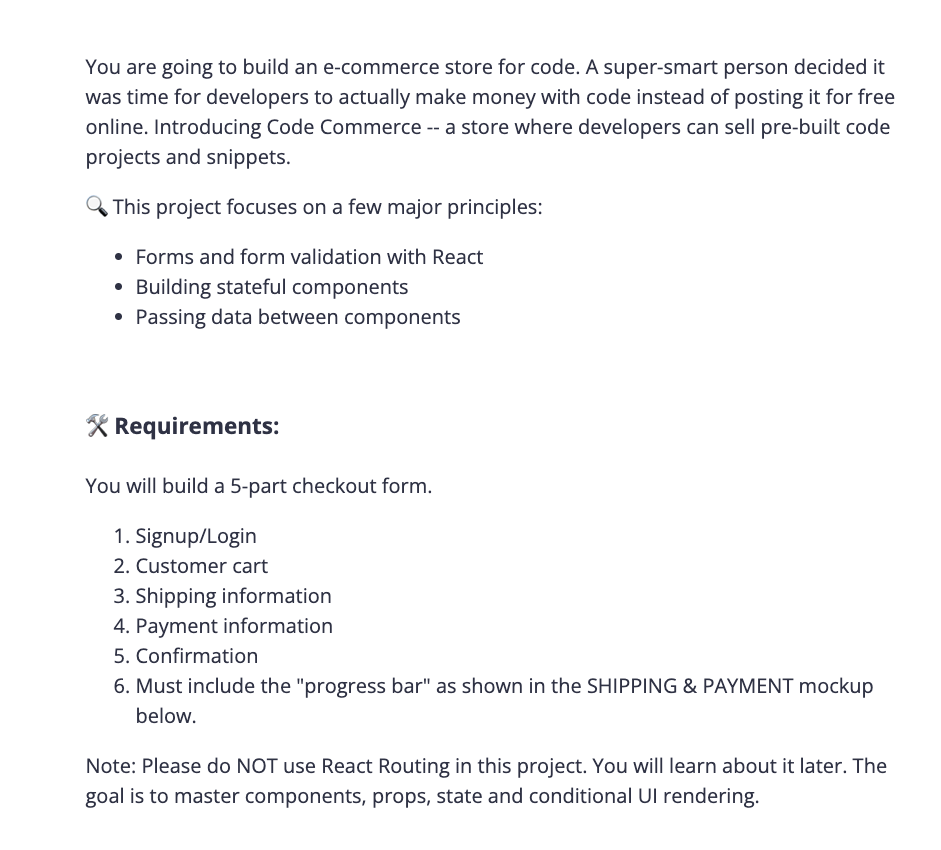 You are going to build an e-commerce store for code. A super-smart person decided it
was time for developers to actually make money with code instead of posting it for free
online. Introducing Code Commerce -- a store where developers can sell pre-built code
projects and snippets.
🔍 This project focuses on a few major principles:
• Forms and form validation with React
• Building stateful components
• Passing data between components
🛠 Requirements:
You will build a 5-part checkout form.
1. Signup/Login
2. Customer cart
3. Shipping information
4. Payment information
5. Confirmation
6. Must include the "progress bar" as shown in the SHIPPING & PAYMENT mockup
below.
Note: Please do NOT use React Routing in this project. You will learn about it later. The
goal is to master components, props, state and conditional UI rendering.